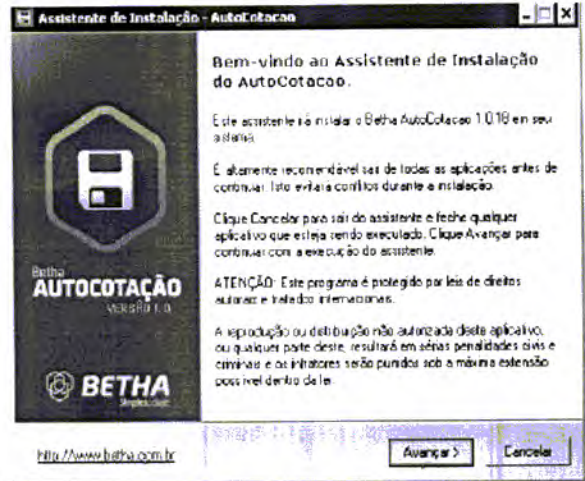 Assistente de Instalação - AutoCotacao
Bem-vindo ao Assistente de Instalação
do AutoCotacao.
Este assistente irá instalar o Betha AutoCotacao 1.0.18 em seu
sistema.
É altamente recomendável sair de todas as aplicações antes de
continuar. Isto evitará conflitos durante a instalação.
Clique Cancelar para sair do assistente e feche qualquer
aplicativo que esteja sendo executado. Clique Avançar para
continuar com a execução do assistente.
ATENÇÃO: Este programa é protegido por leis de direitos
autorais e tratados internacionais.
A reprodução ou distribuição não autorizada deste aplicativo,
ou qualquer parte deste, resultará em sérias penalidades civis e
criminais e os infratores serão punidos sob a máxima extensão
possível dentro da lei.
Betha
AUTOCOTAÇÃO
VERSÃO 1.0.
BETHA
http://www.betha.com.br
Avançar >
Cancelar